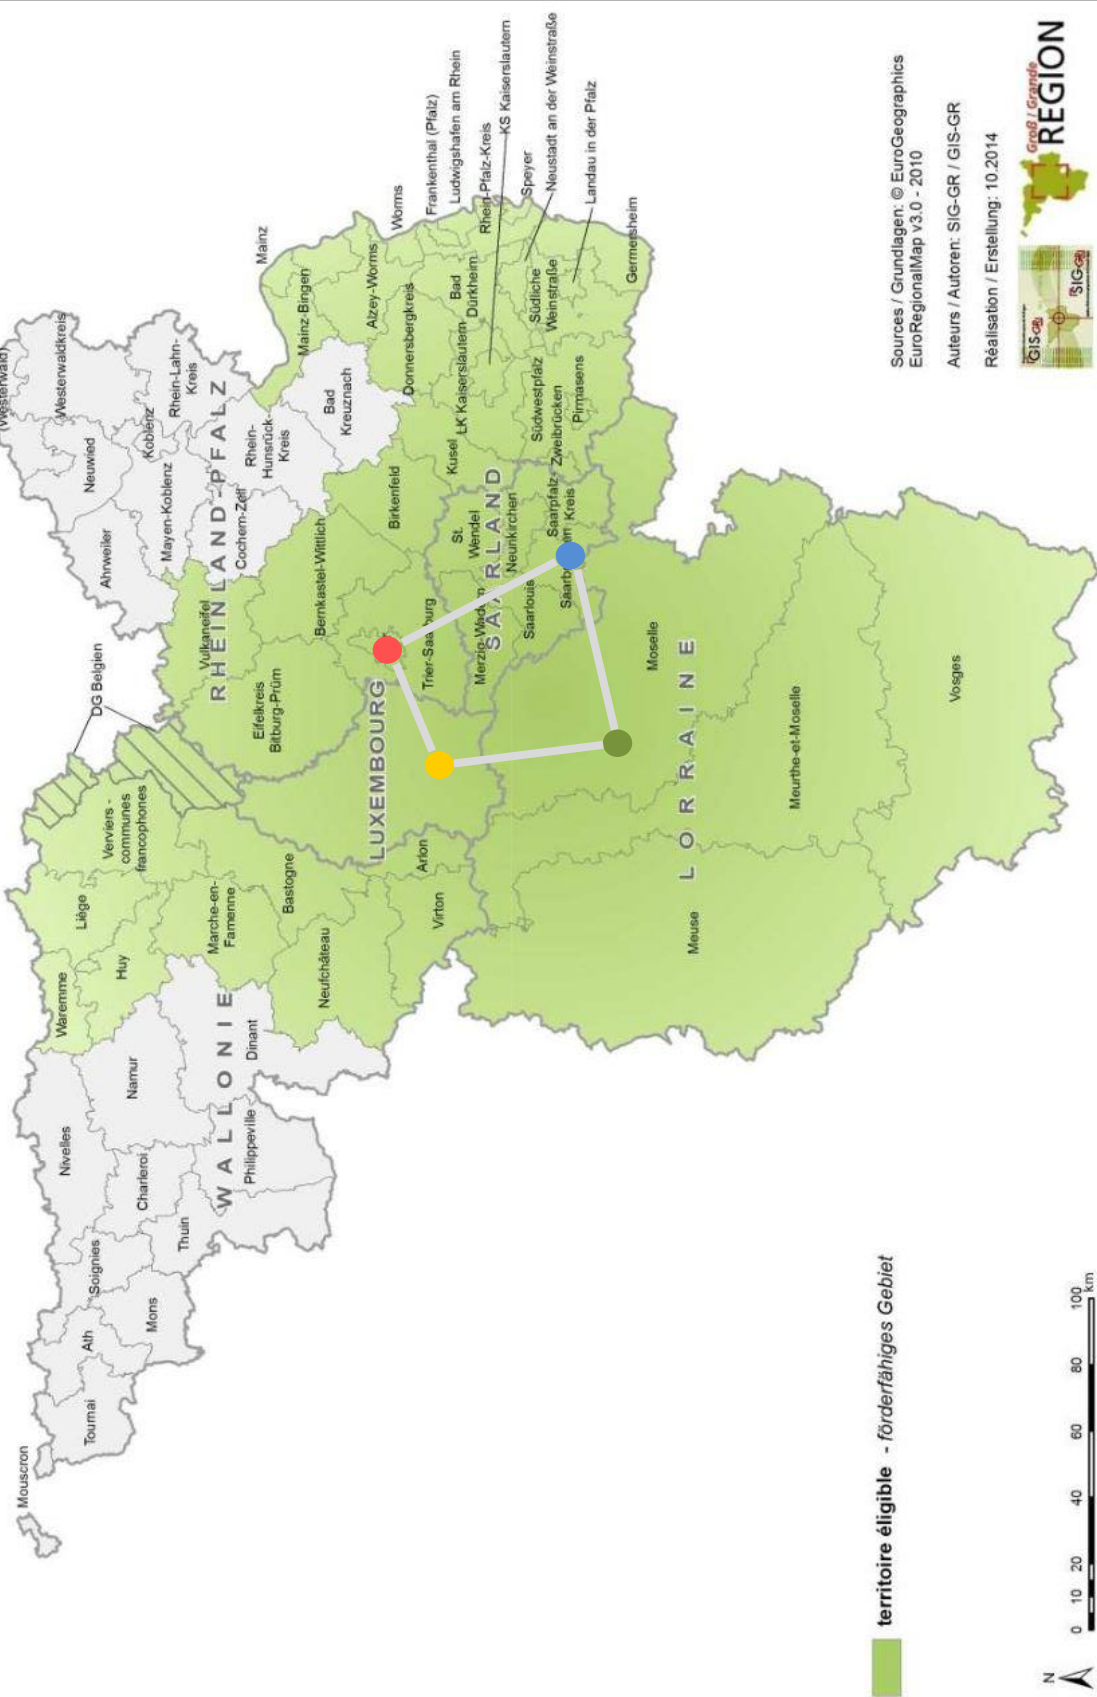 (Westerwald)
Westerwaldkreis
Neuwied
Ahrweiler
Koblenz
Rhein-Lahn-
Kreis
Mayen-Koblenz
RHEINLAND-PFALZ
Rhein-
Hunsrück-
Kreis
Cochem-Zell
Bad
Kreuznach
Mainz
Mainz-Bingen
Alzey-Worms
Worms
Donnersbergkreis
Frankenthal (Pfalz)
Ludwigshafen am Rhein
Rhein-Pfalz-Kreis
KS Kaiserslautern
Speyer
Neustadt an der Weinstraße
Landau in der Pfalz
Germersheim
Bad
Dürkheim
Südliche
Weinstraße
LK Kaiserslautern
Kusel
Südwestpfalz
Zweibrücken
Pirmasens
Birkenfeld
Bernkastel-Wittlich
Vulkaneifel
Eifelkreis
Bitburg-Prüm
Trier-Saarburg
SAARLAND
St.
Wendel
Neunkirchen
Saarpfalz-
Kreis
Merzig-Wadern
Saarlouis
DG Belgien
Verviers -
communes
francophones
Liège
Waremme
Huy
Marche-en-
Famenne
Bastogne
Neufchâteau
Arlon
Virton
LUXEMBOURG
WALLONIE
Dinant
Namur
Nivelles
Philippeville
Charleroi
Thuin
Soignies
Mons
Ath
Tournai
Mouscron
LORRAINE
Moselle
Meurthe-et-Moselle
Meuse
Vosges
territoire éligible - förderfähiges Gebiet
N
0 10 20 40 60 80 100
km
Sources / Grundlagen: © EuroGeographics
EuroRegionalMap v3.0 - 2010
Auteurs / Autoren: SIG-GR / GIS-GR
Réalisation / Erstellung: 10.2014
GIS-GR
SIG-GR
Groß / Grande
REGION